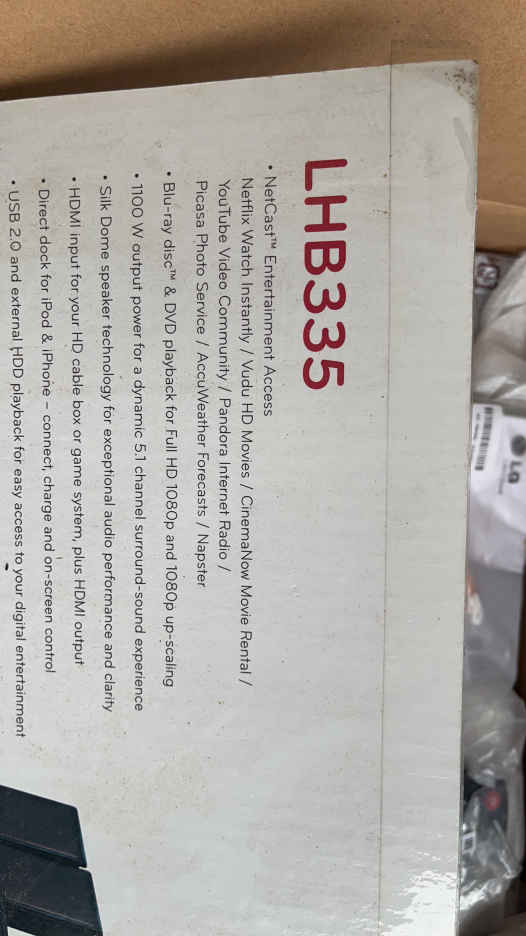 LHB335
• NetCast™ Entertainment Access
Netflix Watch Instantly / Vudu HD Movies / CinemaNow Movie Rental /
YouTube Video Community / Pandora Internet Radio /
Picasa Photo Service / AccuWeather Forecasts / Napster
• Blu-ray disc™ & DVD playback for Full HD 1080p and 1080p up-scaling
• 1100 W output power for a dynamic 5.1 channel surround-sound experience
• Silk Dome speaker technology for exceptional audio performance and clarity
• HDMI input for your HD cable box or game system, plus HDMI output
• Direct dock for iPod & iPhone – connect, charge and on-screen control
• USB 2.0 and external HDD playback for easy access to your digital entertainment
LG